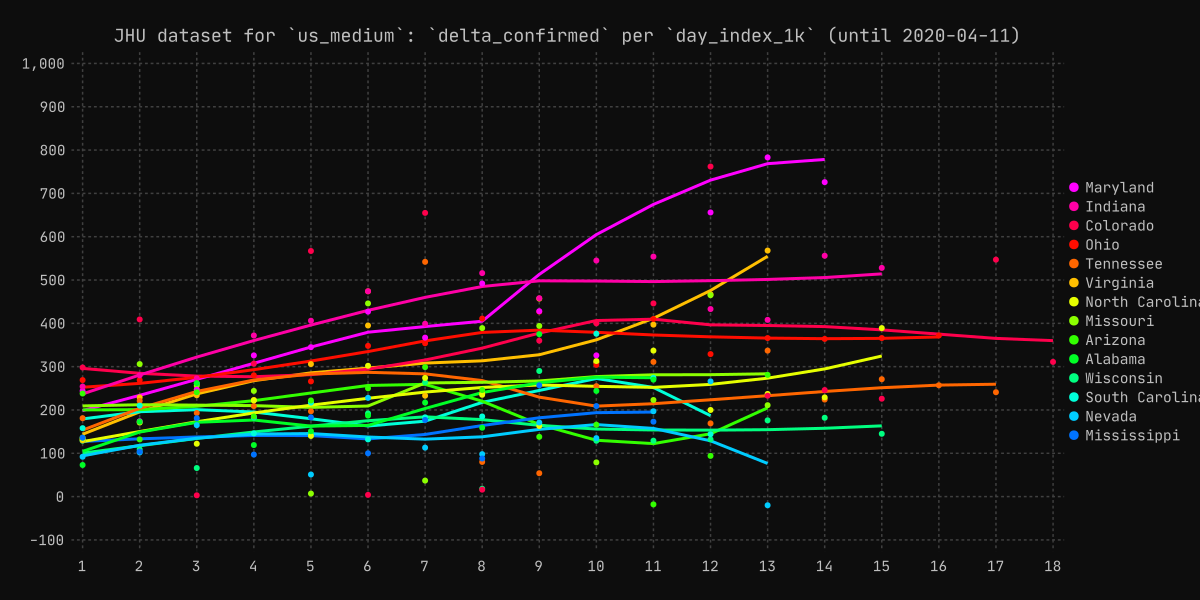 JHU dataset for `us_medium`: `delta_confirmed` per `day_index_1k` (until 2020-04-11)
1,000
900
800
700
600
500
400
300
200
100
0
-100
1 2 3 4 5 6 7 8 9 10 11 12 13 14 15 16 17 18
Maryland
Indiana
Colorado
Ohio
Tennessee
Virginia
North Carolina
Missouri
Arizona
Alabama
Wisconsin
South Carolina
Nevada
Mississippi